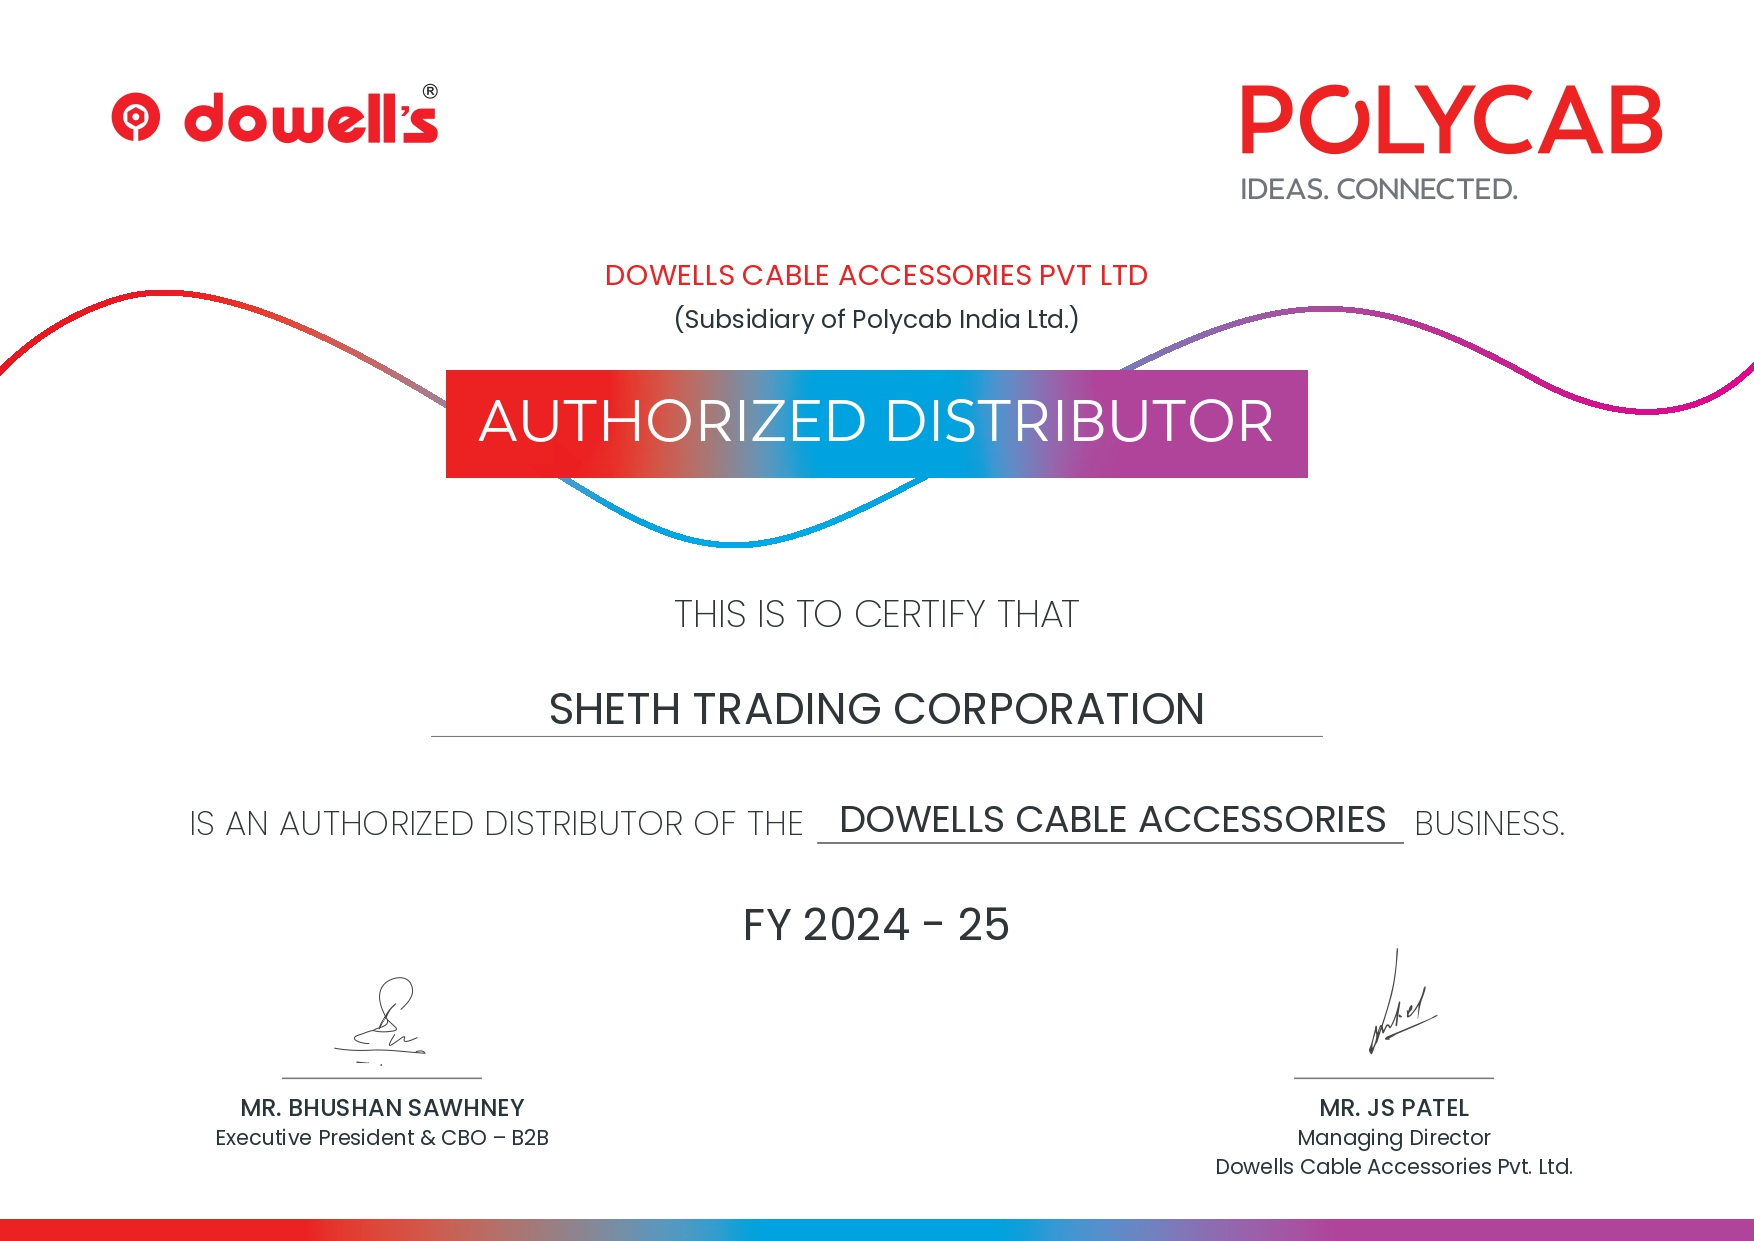 dowell's®
POLYCAB
IDEAS. CONNECTED.
DOWELLS CABLE ACCESSORIES PVT LTD
(Subsidiary of Polycab India Ltd.)
AUTHORIZED DISTRIBUTOR
THIS IS TO CERTIFY THAT
SHETH TRADING CORPORATION
IS AN AUTHORIZED DISTRIBUTOR OF THE DOWELLS CABLE ACCESSORIES BUSINESS.
FY 2024 - 25
MR. BHUSHAN SAWHNEY
Executive President & CBO – B2B
MR. JS PATEL
Managing Director
Dowells Cable Accessories Pvt. Ltd.